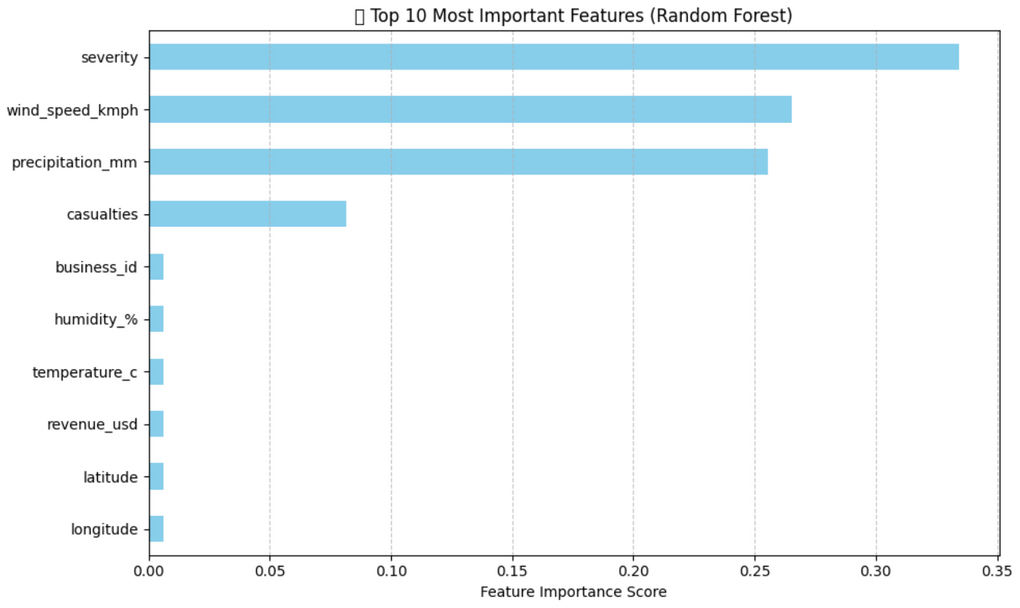 ▯ Top 10 Most Important Features (Random Forest)
severity
wind_speed_kmph
precipitation_mm
casualties
business_id
humidity_%
temperature_c
revenue_usd
latitude
longitude
0.00 0.05 0.10 0.15 0.20 0.25 0.30 0.35
Feature Importance Score